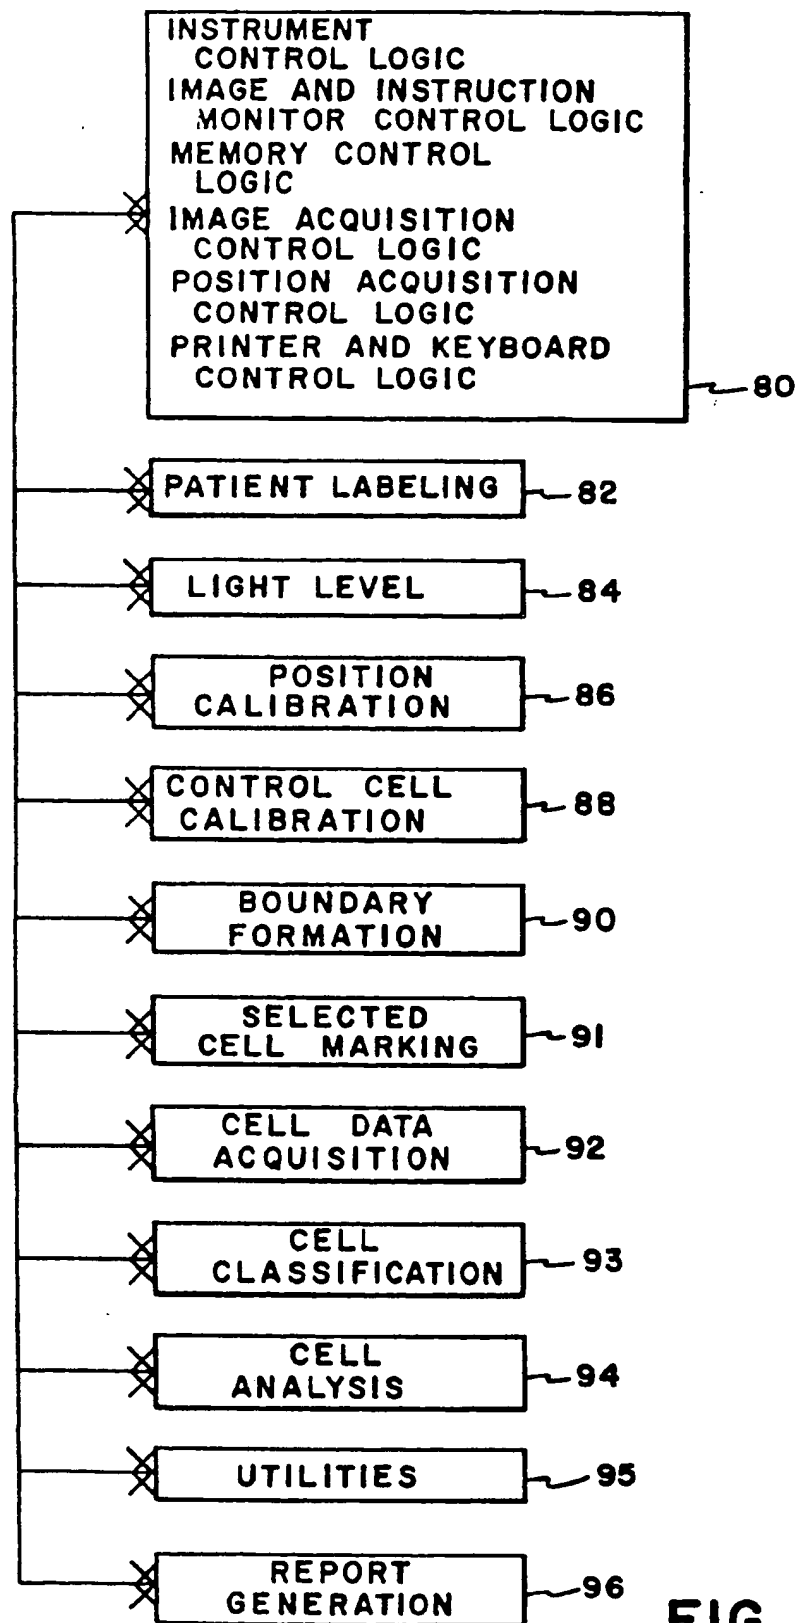 INSTRUMENT
CONTROL LOGIC
IMAGE AND INSTRUCTION
MONITOR CONTROL LOGIC
MEMORY CONTROL
LOGIC
IMAGE ACQUISITION
CONTROL LOGIC
POSITION ACQUISITION
CONTROL LOGIC
PRINTER AND KEYBOARD
CONTROL LOGIC
80
PATIENT LABELING
82
LIGHT LEVEL
84
POSITION
CALIBRATION
86
CONTROL CELL
CALIBRATION
88
BOUNDARY
FORMATION
90
SELECTED
CELL MARKING
91
CELL DATA
ACQUISITION
92
CELL
CLASSIFICATION
93
CELL
ANALYSIS
94
UTILITIES
95
REPORT
GENERATION
96
FIG